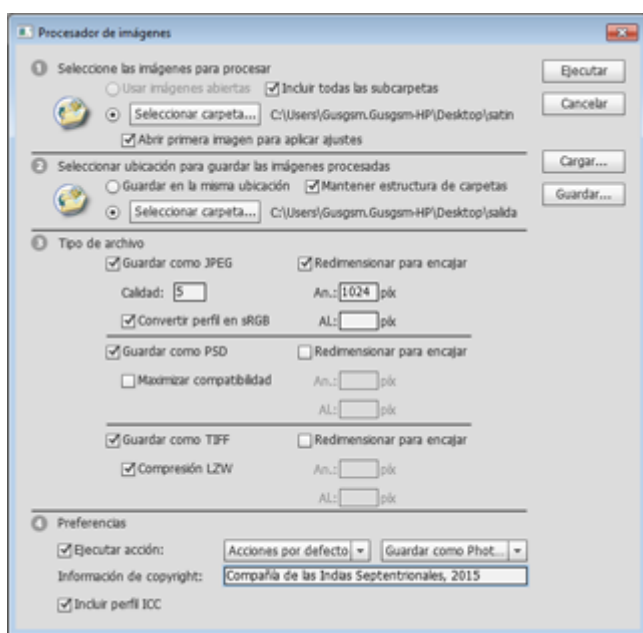 Procesador de imágenes
1 Seleccione las imágenes para procesar
Usar imágenes abiertas Incluir todas las subcarpetas
Seleccionar carpeta... C:\Users\Gusgsm.Gusgsm-HP\Desktop\satin
Abrir primera imagen para aplicar ajustes
Ejecutar
Cancelar
2 Seleccionar ubicación para guardar las imágenes procesadas
Guardar en la misma ubicación Mantener estructura de carpetas
Seleccionar carpeta... C:\Users\Gusgsm.Gusgsm-HP\Desktop\salida
Cargar...
Guardar...
3 Tipo de archivo
Guardar como JPEG Redimensionar para encajar
Calidad: 5 An.: 1024 píx
Convertir perfil en sRGB Al.: píx
Guardar como PSD Redimensionar para encajar
Maximizar compatibilidad An.: píx
Al.: píx
Guardar como TIFF Redimensionar para encajar
Compresión LZW An.: píx
Al.: píx
4 Preferencias
Ejecutar acción: Acciones por defecto Guardar como Phot...
Información de copyright: Compañía de las Indias Septentrionales, 2015
Incluir perfil ICC